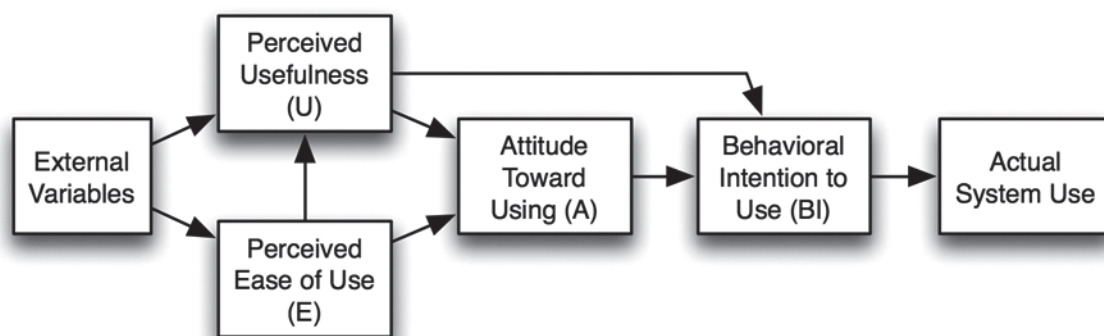 External
Variables
Perceived
Usefulness
(U)
Perceived
Ease of Use
(E)
Attitude
Toward
Using (A)
Behavioral
Intention to
Use (BI)
Actual
System Use